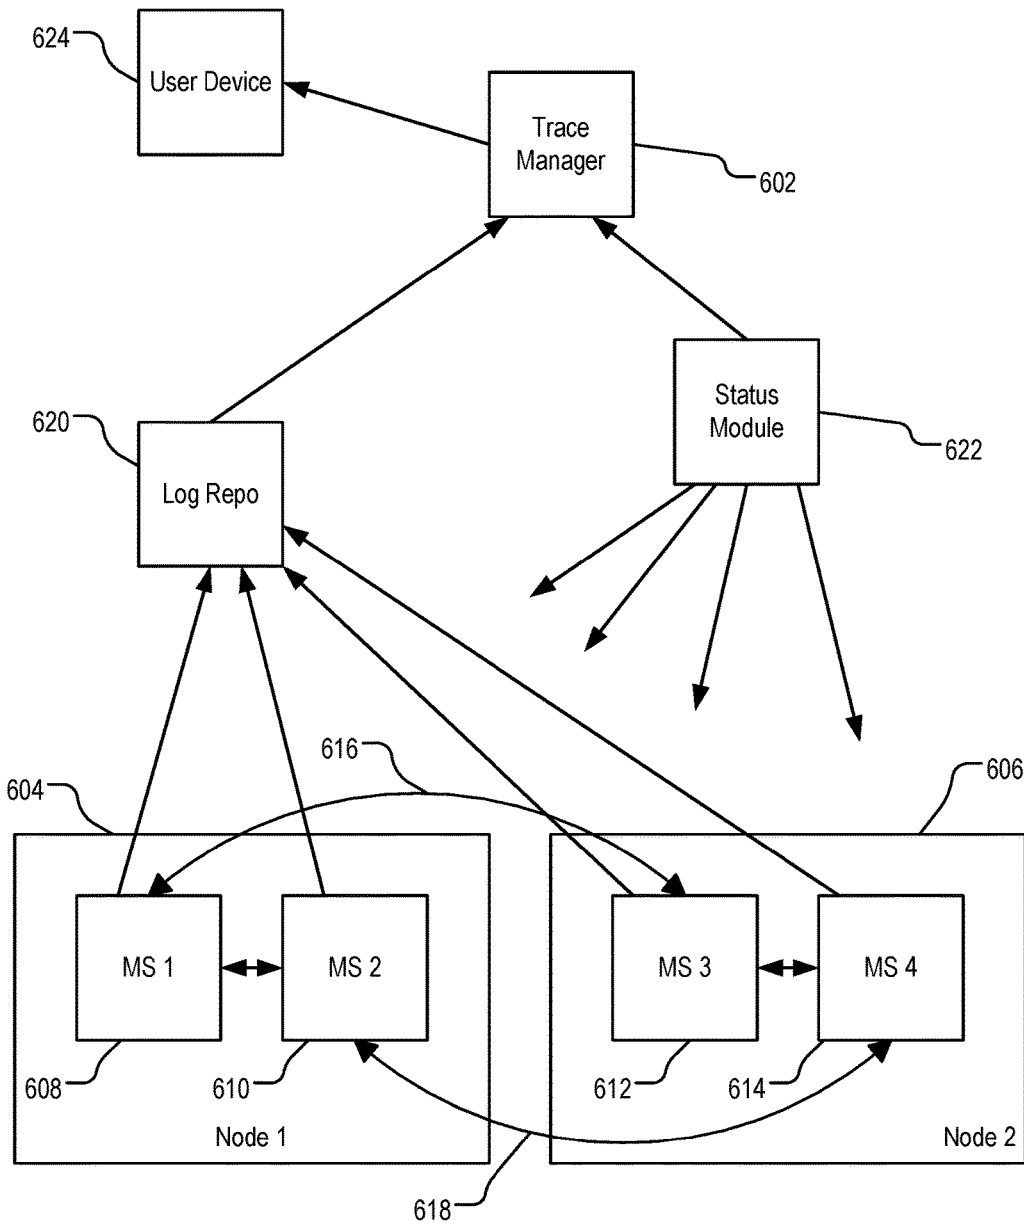 624
User Device
Trace
Manager
602
Status
Module
622
620
Log Repo
616
604
606
MS 1
MS 2
MS 3
MS 4
608
610
612
614
Node 1
Node 2
618